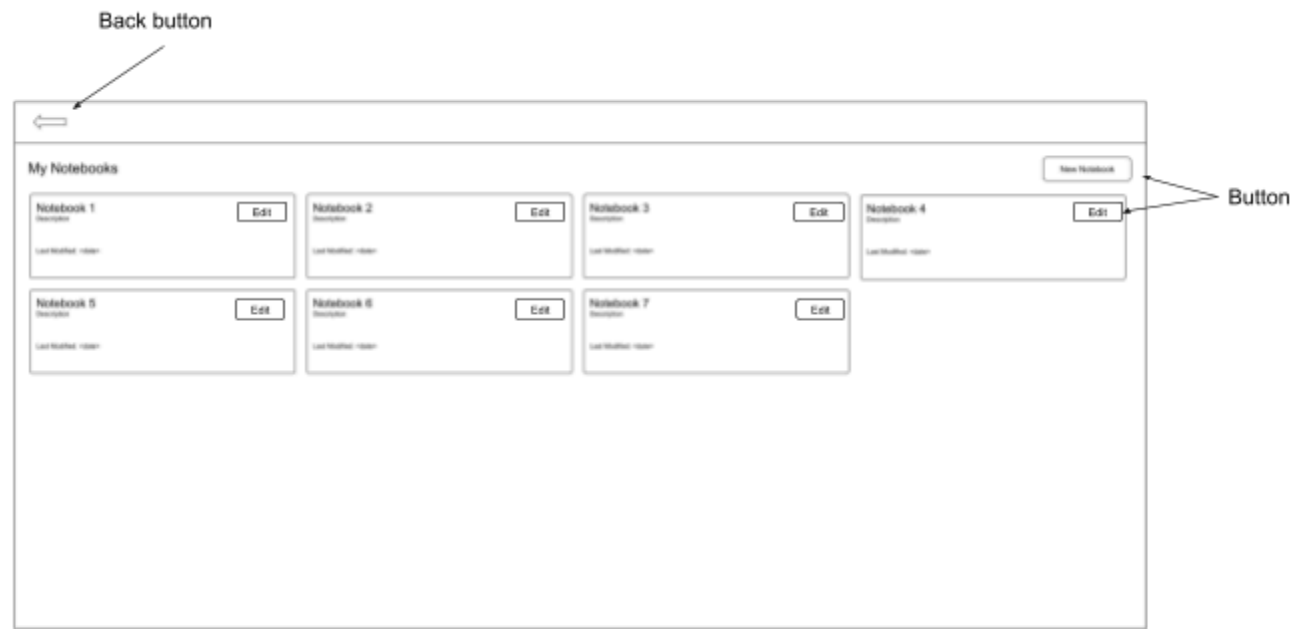 Back button
My Notebooks
New Notebook
Button
Notebook 1
Edit
Description
Last Modified: <date>
Notebook 2
Edit
Description
Last Modified: <date>
Notebook 3
Edit
Description
Last Modified: <date>
Notebook 4
Edit
Description
Last Modified: <date>
Notebook 5
Edit
Description
Last Modified: <date>
Notebook 6
Edit
Description
Last Modified: <date>
Notebook 7
Edit
Description
Last Modified: <date>